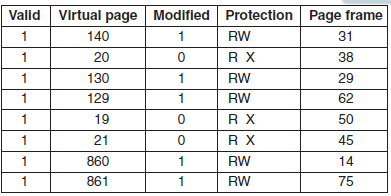 Valid Virtual page Modified Protection Page frame
1 140 1 RW 31
1 20 0 R X 38
1 130 1 RW 29
1 129 1 RW 62
1 19 0 R X 50
1 21 0 R X 45
1 860 1 RW 14
1 861 1 RW 75